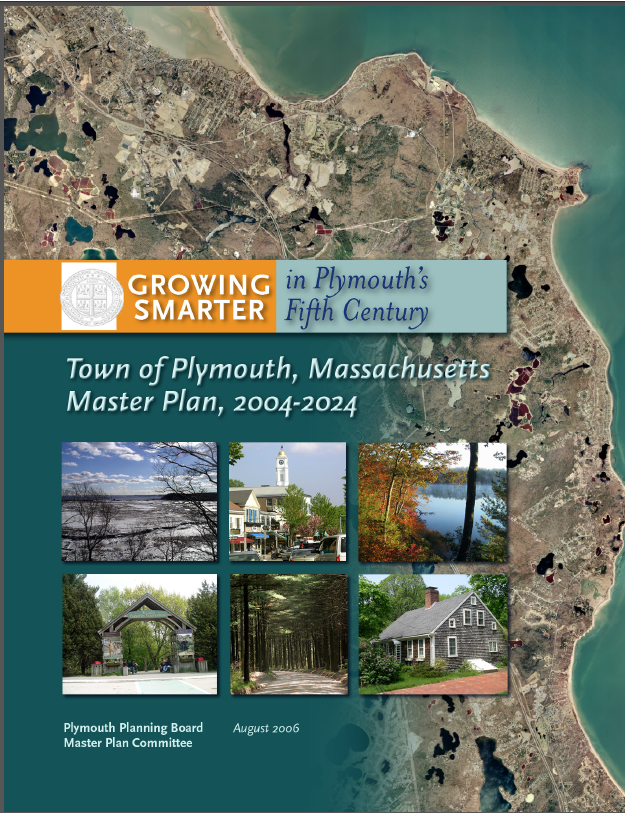 GROWING
SMARTER
in Plymouth's
Fifth Century
Town of Plymouth, Massachusetts
Master Plan, 2004-2024
Plymouth Planning Board
Master Plan Committee
August 2006